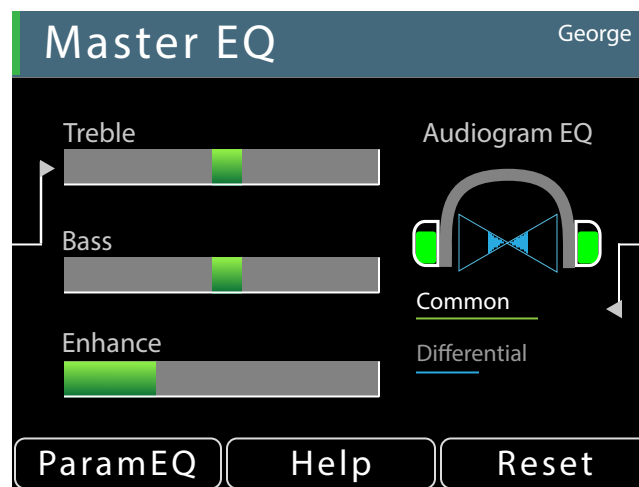 Master EQ
George
Treble
Audiogram EQ
Bass
Common
Enhance
Differential
ParamEQ
Help
Reset